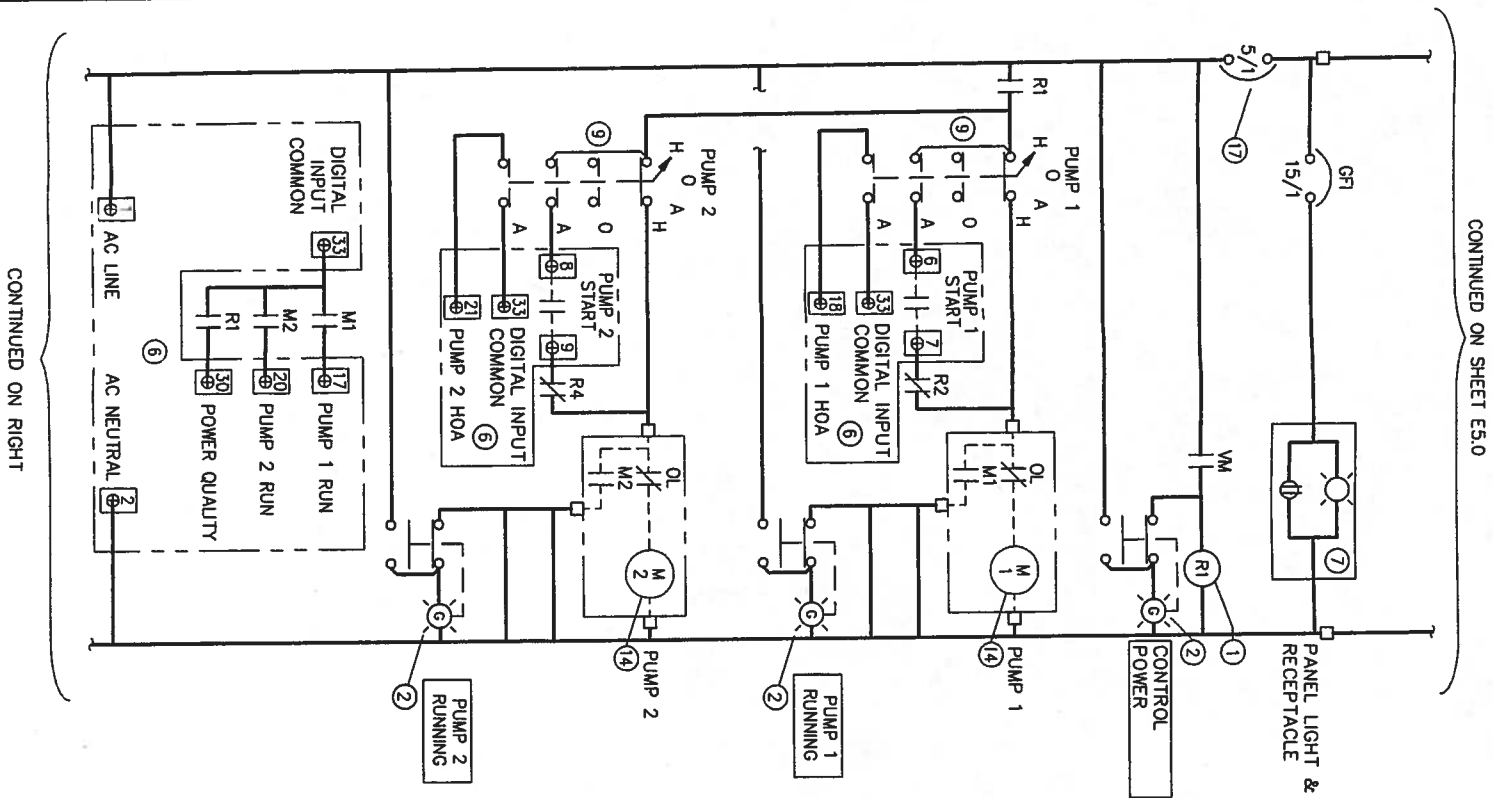 CONTINUED ON SHEET E5.0
GFI
15/1
7
PANEL LIGHT &
RECEPTACLE
5/1
17
VM
R1
1
G
2
CONTROL
POWER
R1
PUMP 1
H
O
A
H
9
O
A
A
6
PUMP 1
START
7
R2
33
DIGITAL INPUT
COMMON
18
PUMP 1 HOA
6
OL
M1
M
1
14
PUMP 1
G
2
PUMP 1
RUNNING
PUMP 2
H
O
A
H
9
O
A
A
8
PUMP 2
START
9
R4
33
DIGITAL INPUT
COMMON
21
PUMP 2 HOA
6
OL
M2
M
2
14
PUMP 2
G
2
PUMP 2
RUNNING
DIGITAL
INPUT
COMMON
33
M1
17
PUMP 1 RUN
M2
20
PUMP 2 RUN
R1
30
POWER QUALITY
6
1
AC LINE
AC NEUTRAL
2
CONTINUED ON RIGHT